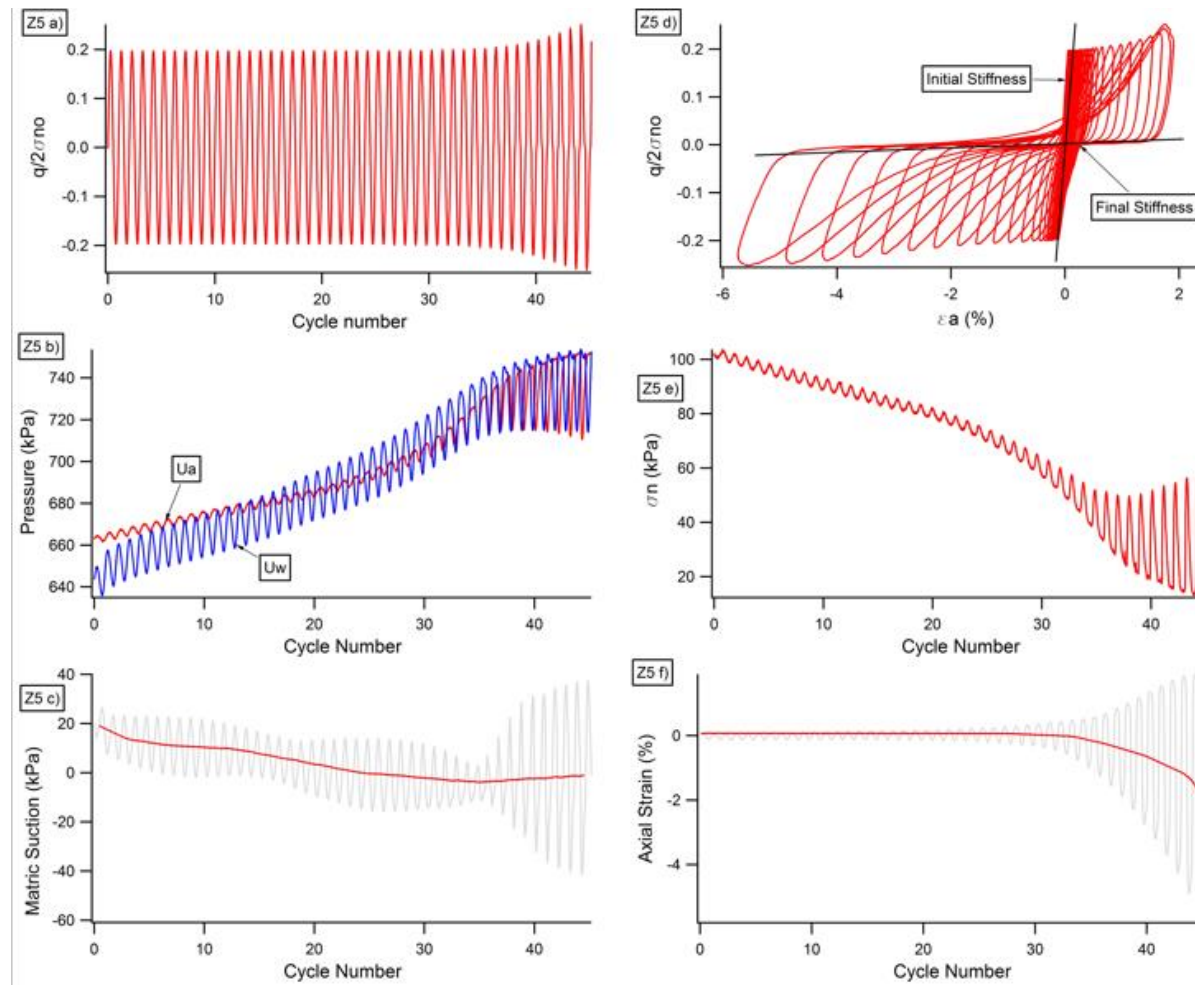 Z5 a)
q/2σno
0.2
0.1
0.0
-0.1
-0.2
0
10
20
30
40
Cycle number
Z5 d)
q/2σno
0.2
0.1
0.0
-0.1
-0.2
Initial Stiffness
Final Stiffness
-6
-4
-2
0
2
εa (%)
Z5 b)
Pressure (kPa)
740
720
700
680
660
640
Ua
Uw
0
10
20
30
40
Cycle Number
Z5 e)
σn (kPa)
100
80
60
40
20
0
10
20
30
40
Cycle Number
Z5 c)
Matric Suction (kPa)
40
20
0
-20
-40
-60
0
10
20
30
40
Cycle Number
Z5 f)
Axial Strain (%)
0
-2
-4
0
10
20
30
40
Cycle Number